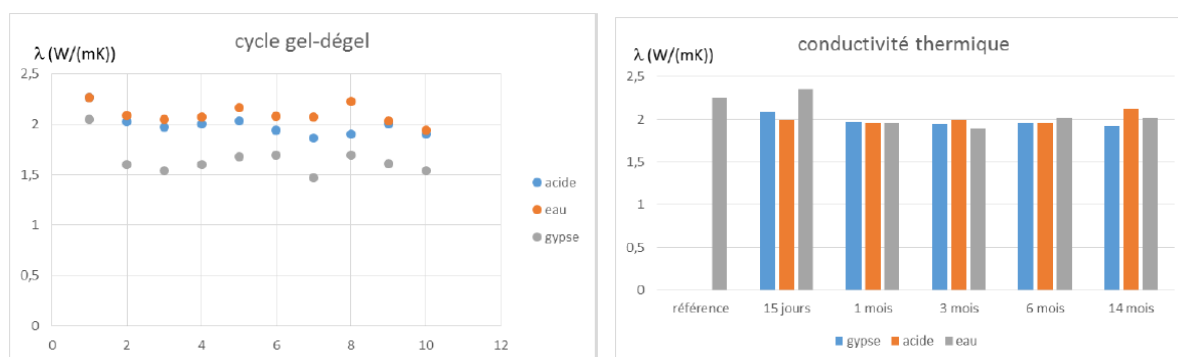 cycle gel-dégel
λ (W/(mK))
2,5
2
1,5
1
0,5
0
0 2 4 6 8 10 12
acide
eau
gypse
conductivité thermique
λ (W/(mK))
2,5
2
1,5
1
0,5
0
référence 15 jours 1 mois 3 mois 6 mois 14 mois
gypse acide eau